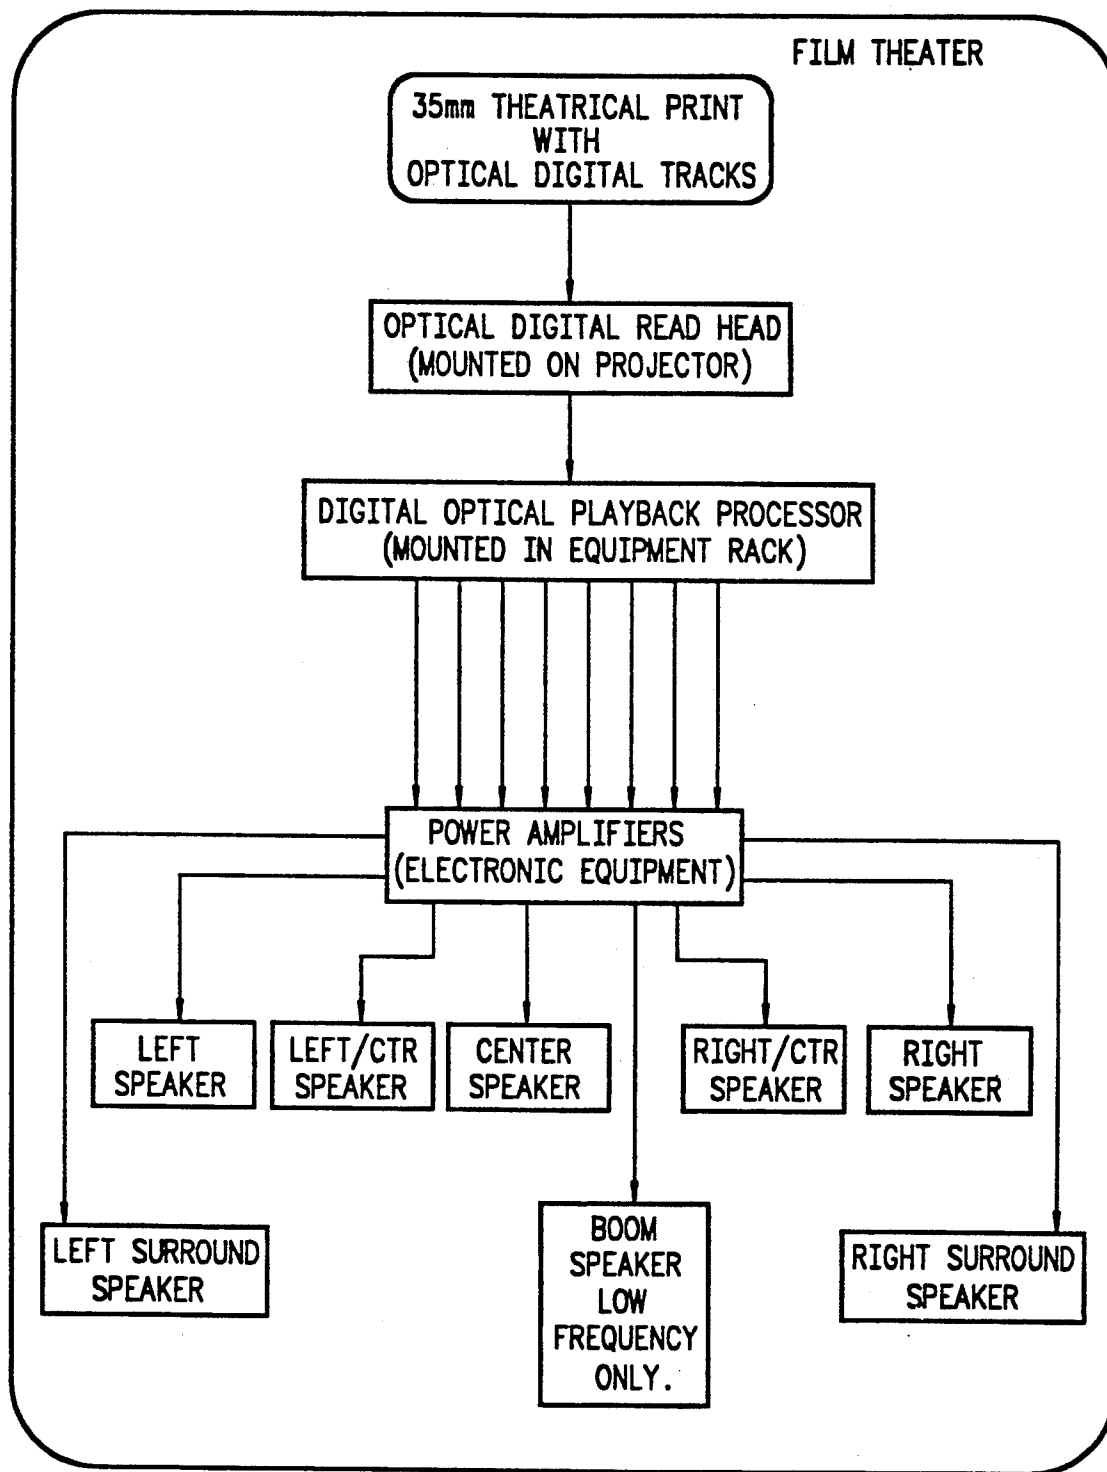 FILM THEATER
35mm THEATRICAL PRINT
WITH
OPTICAL DIGITAL TRACKS
OPTICAL DIGITAL READ HEAD
(MOUNTED ON PROJECTOR)
DIGITAL OPTICAL PLAYBACK PROCESSOR
(MOUNTED IN EQUIPMENT RACK)
POWER AMPLIFIERS
(ELECTRONIC EQUIPMENT)
LEFT
SPEAKER
LEFT/CTR
SPEAKER
CENTER
SPEAKER
RIGHT/CTR
SPEAKER
RIGHT
SPEAKER
LEFT SURROUND
SPEAKER
BOOM
SPEAKER
LOW
FREQUENCY
ONLY.
RIGHT SURROUND
SPEAKER